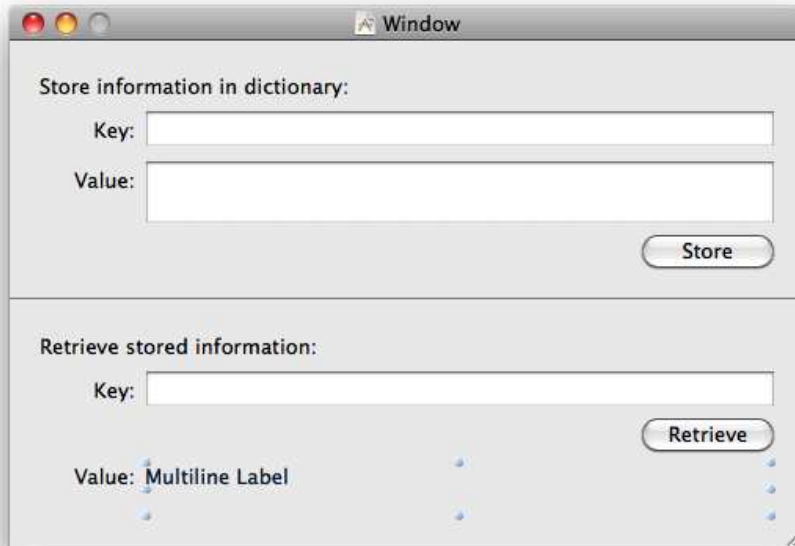 Window
Store information in dictionary:
Key:
Value:
Store
Retrieve stored information:
Key:
Retrieve
Value: Multiline Label